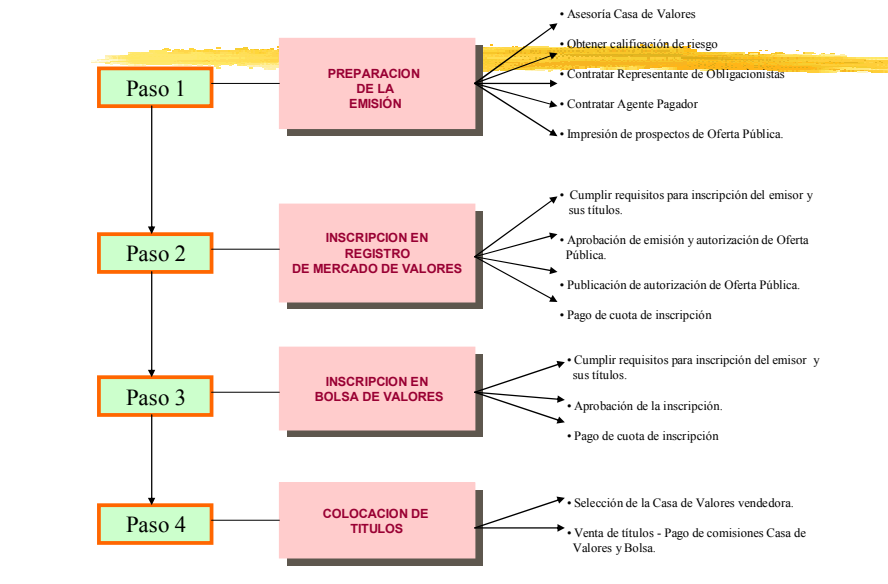 Paso 1
PREPARACION
DE LA
EMISIÓN
• Asesoría Casa de Valores
• Obtener calificación de riesgo
• Contratar Representante de Obligacionistas
• Contratar Agente Pagador
• Impresión de prospectos de Oferta Pública.
Paso 2
INSCRIPCION EN
REGISTRO
DE MERCADO DE VALORES
• Cumplir requisitos para inscripción del emisor y
sus títulos.
• Aprobación de emisión y autorización de Oferta
Pública.
• Publicación de autorización de Oferta Pública.
• Pago de cuota de inscripción
Paso 3
INSCRIPCION EN
BOLSA DE VALORES
• Cumplir requisitos para inscripción del emisor y
sus títulos.
• Aprobación de la inscripción.
• Pago de cuota de inscripción
Paso 4
COLOCACION DE
TITULOS
• Selección de la Casa de Valores vendedora.
• Venta de títulos - Pago de comisiones Casa de
Valores y Bolsa.